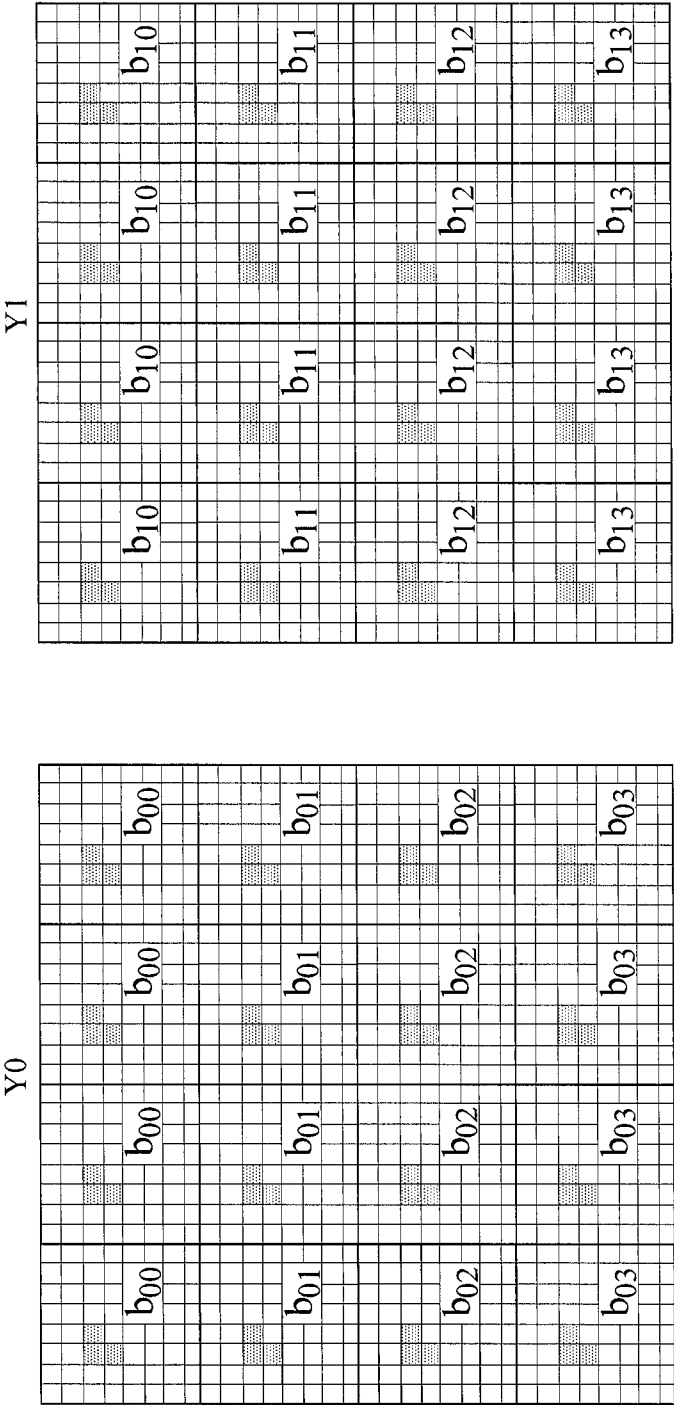 Y0 Y1
b₀₀ b₀₀ b₀₀ b₀₀ b₁₀ b₁₀ b₁₀ b₁₀
b₀₁ b₀₁ b₀₁ b₀₁ b₁₁ b₁₁ b₁₁ b₁₁
b₀₂ b₀₂ b₀₂ b₀₂ b₁₂ b₁₂ b₁₂ b₁₂
b₀₃ b₀₃ b₀₃ b₀₃ b₁₃ b₁₃ b₁₃ b₁₃